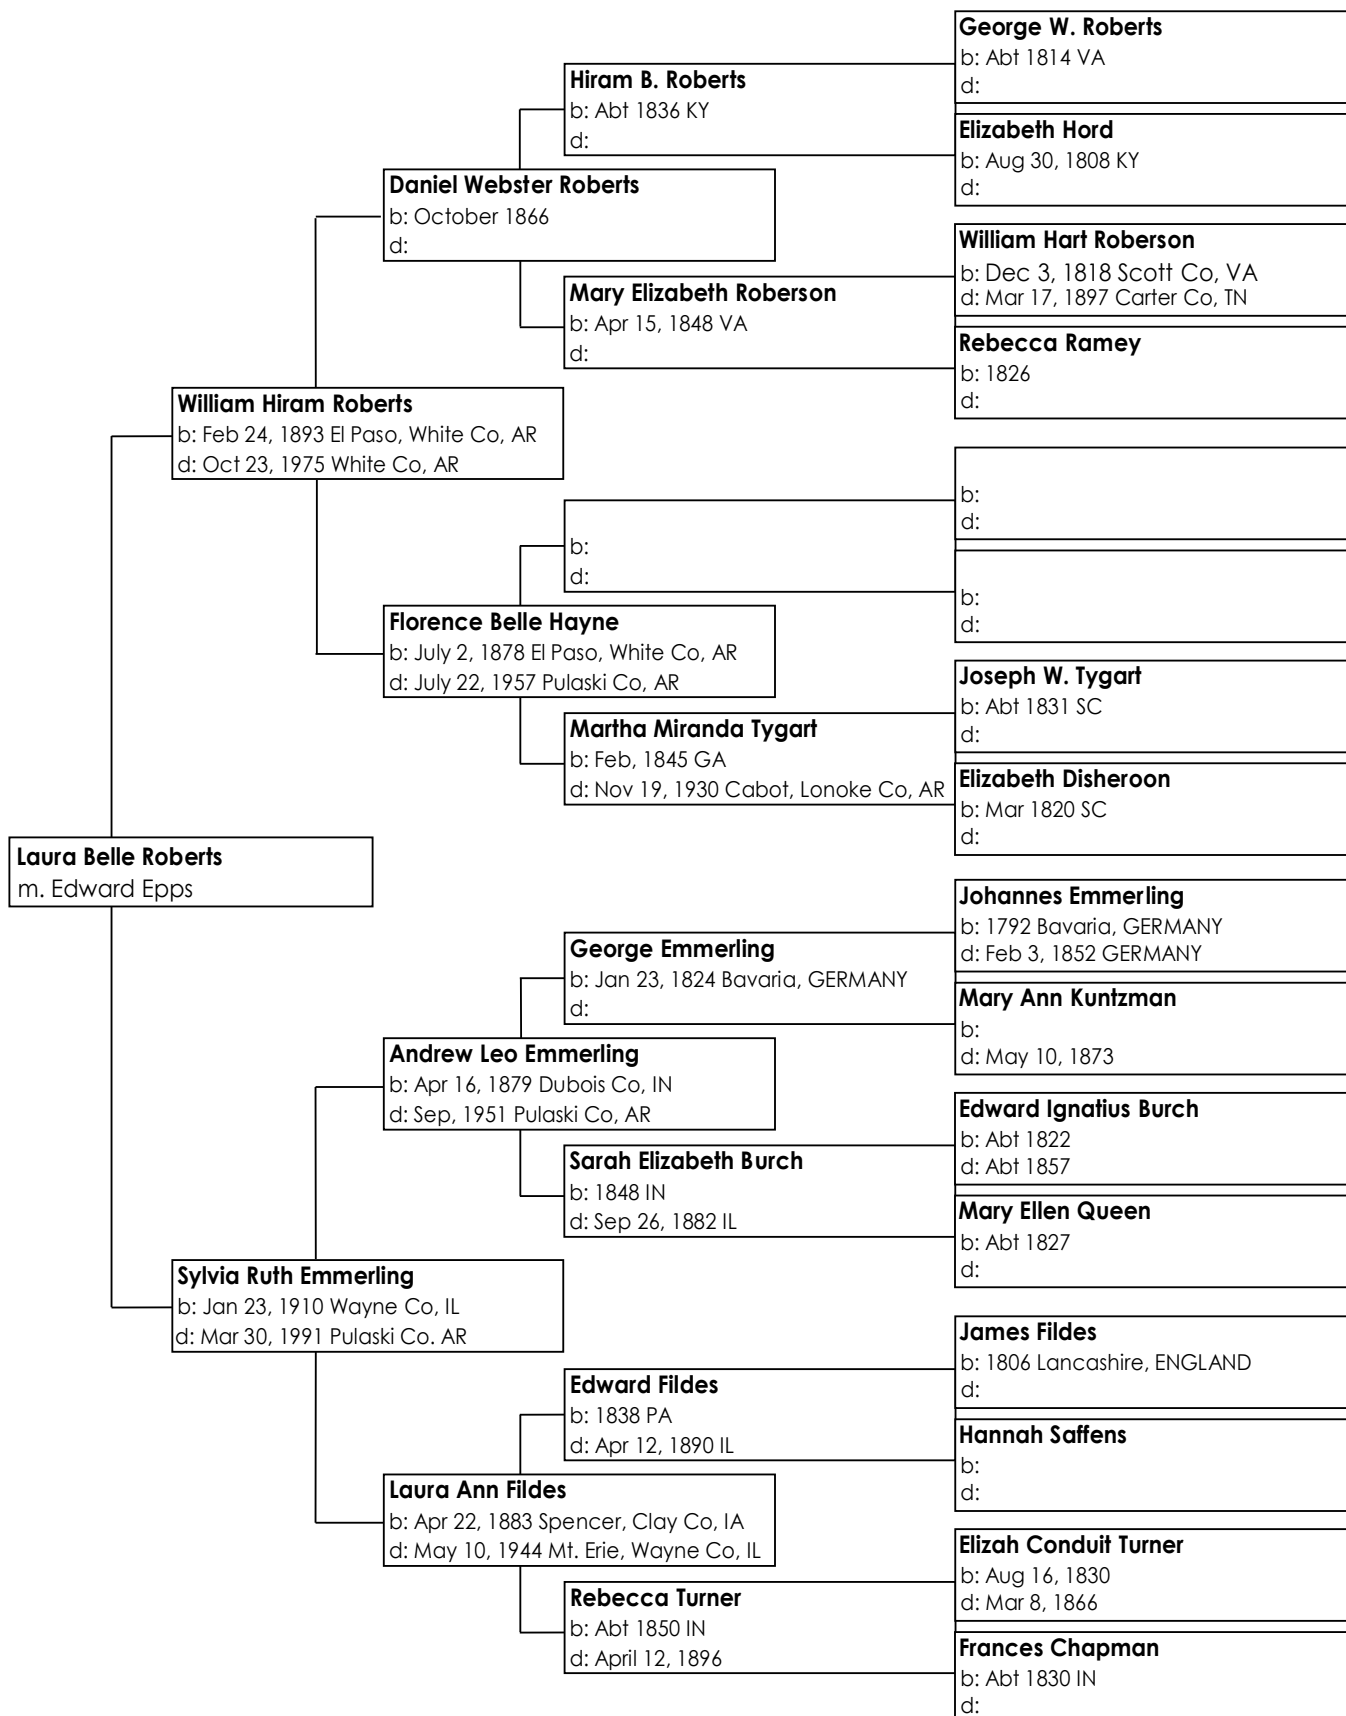 George W. Roberts
b: Abt 1814 VA
d:
Hiram B. Roberts
b: Abt 1836 KY
d:
Elizabeth Hord
b: Aug 30, 1808 KY
d:
Daniel Webster Roberts
b: October 1866
d:
William Hart Roberson
b: Dec 3, 1818 Scott Co, VA
d: Mar 17, 1897 Carter Co, TN
Mary Elizabeth Roberson
b: Apr 15, 1848 VA
d:
Rebecca Ramey
b: 1826
d:
William Hiram Roberts
b: Feb 24, 1893 El Paso, White Co, AR
d: Oct 23, 1975 White Co, AR
b:
d:
b:
d:
b:
d:
Florence Belle Hayne
b: July 2, 1878 El Paso, White Co, AR
d: July 22, 1957 Pulaski Co, AR
Joseph W. Tygart
b: Abt 1831 SC
d:
Martha Miranda Tygart
b: Feb, 1845 GA
d: Nov 19, 1930 Cabot, Lonoke Co, AR
Elizabeth Disheroon
b: Mar 1820 SC
d:
Laura Belle Roberts
m. Edward Epps
Johannes Emmerling
b: 1792 Bavaria, GERMANY
d: Feb 3, 1852 GERMANY
George Emmerling
b: Jan 23, 1824 Bavaria, GERMANY
d:
Mary Ann Kuntzman
b:
d: May 10, 1873
Andrew Leo Emmerling
b: Apr 16, 1879 Dubois Co, IN
d: Sep, 1951 Pulaski Co, AR
Edward Ignatius Burch
b: Abt 1822
d: Abt 1857
Sarah Elizabeth Burch
b: 1848 IN
d: Sep 26, 1882 IL
Mary Ellen Queen
b: Abt 1827
d:
Sylvia Ruth Emmerling
b: Jan 23, 1910 Wayne Co, IL
d: Mar 30, 1991 Pulaski Co. AR
James Fildes
b: 1806 Lancashire, ENGLAND
d:
Edward Fildes
b: 1838 PA
d: Apr 12, 1890 IL
Hannah Saffens
b:
d:
Laura Ann Fildes
b: Apr 22, 1883 Spencer, Clay Co, IA
d: May 10, 1944 Mt. Erie, Wayne Co, IL
Elizah Conduit Turner
b: Aug 16, 1830
d: Mar 8, 1866
Rebecca Turner
b: Abt 1850 IN
d: April 12, 1896
Frances Chapman
b: Abt 1830 IN
d: